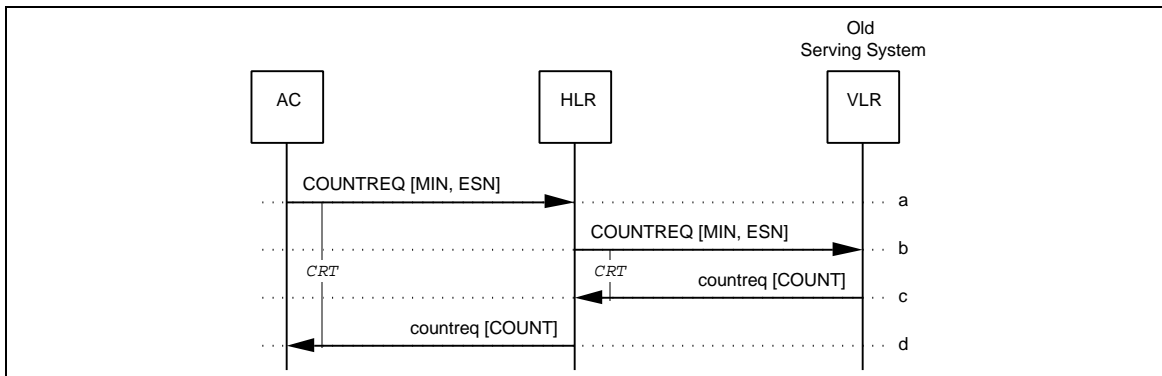 Old
Serving System
AC
HLR
VLR
COUNTREQ [MIN, ESN]
a
COUNTREQ [MIN, ESN]
b
CRT
CRT
countreq [COUNT]
c
countreq [COUNT]
d